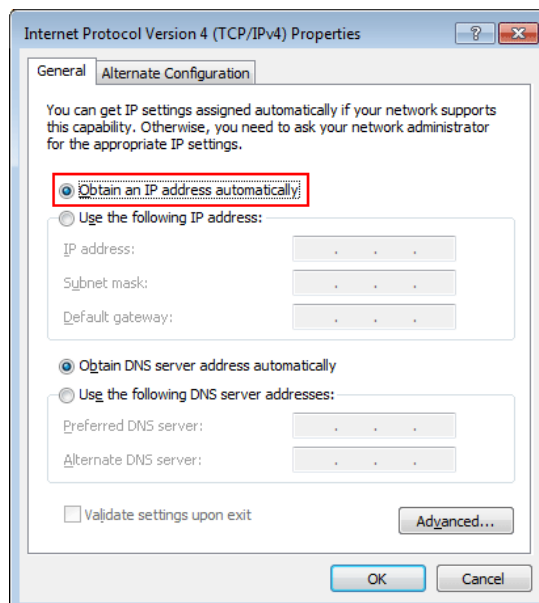 Internet Protocol Version 4 (TCP/IPv4) Properties
General
Alternate Configuration
You can get IP settings assigned automatically if your network supports
this capability. Otherwise, you need to ask your network administrator
for the appropriate IP settings.
Obtain an IP address automatically
Use the following IP address:
IP address:
. . .
Subnet mask:
. . .
Default gateway:
. . .
Obtain DNS server address automatically
Use the following DNS server addresses:
Preferred DNS server:
. . .
Alternate DNS server:
. . .
Validate settings upon exit
Advanced...
OK
Cancel